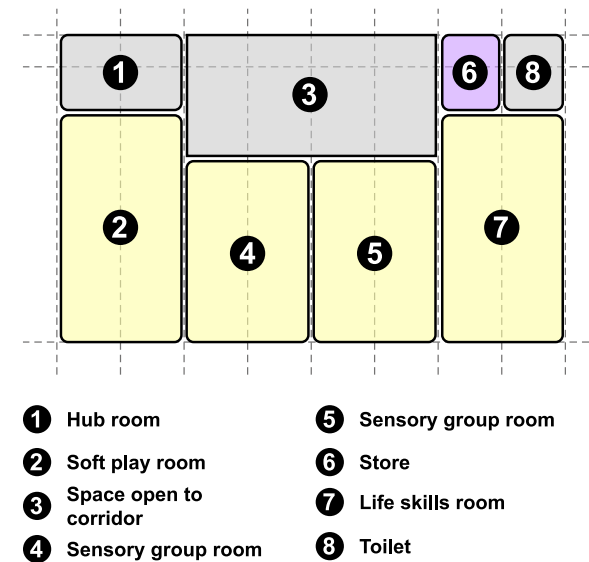 1
3
6
8
2
4
5
7
1 Hub room
2 Soft play room
3 Space open to
corridor
4 Sensory group room
5 Sensory group room
6 Store
7 Life skills room
8 Toilet